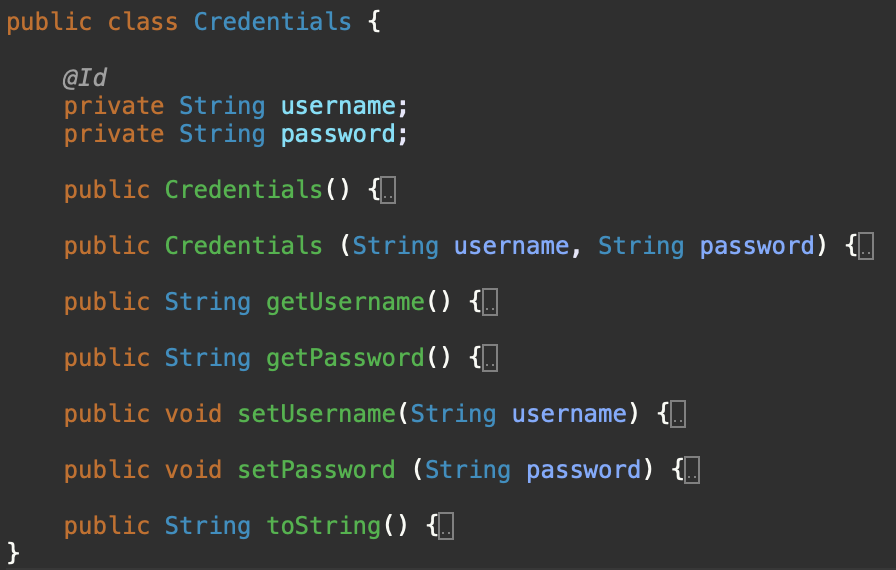 public class Credentials {
@Id
private String username;
private String password;
public Credentials() {..
public Credentials (String username, String password) {..
public String getUsername() {..
public String getPassword() {..
public void setUsername(String username) {..
public void setPassword (String password) {..
public String toString() {..
}